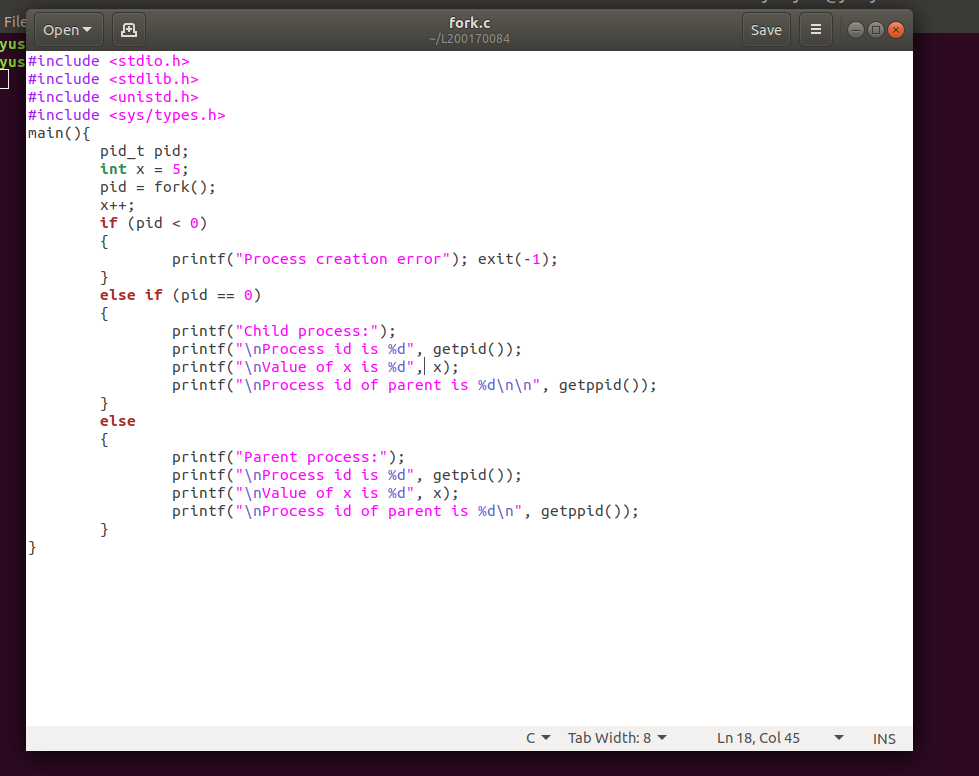 File
Open
fork.c
~/L200170084
Save
yus
yus
#include <stdio.h>
#include <stdlib.h>
#include <unistd.h>
#include <sys/types.h>
main(){
        pid_t pid;
        int x = 5;
        pid = fork();
        x++;
        if (pid < 0)
        {
                printf("Process creation error"); exit(-1);
        }
        else if (pid == 0)
        {
                printf("Child process:");
                printf("\nProcess id is %d", getpid());
                printf("\nValue of x is %d", x);
                printf("\nProcess id of parent is %d\n\n", getppid());
        }
        else
        {
                printf("Parent process:");
                printf("\nProcess id is %d", getpid());
                printf("\nValue of x is %d", x);
                printf("\nProcess id of parent is %d\n", getppid());
        }
}
C
Tab Width: 8
Ln 18, Col 45
INS